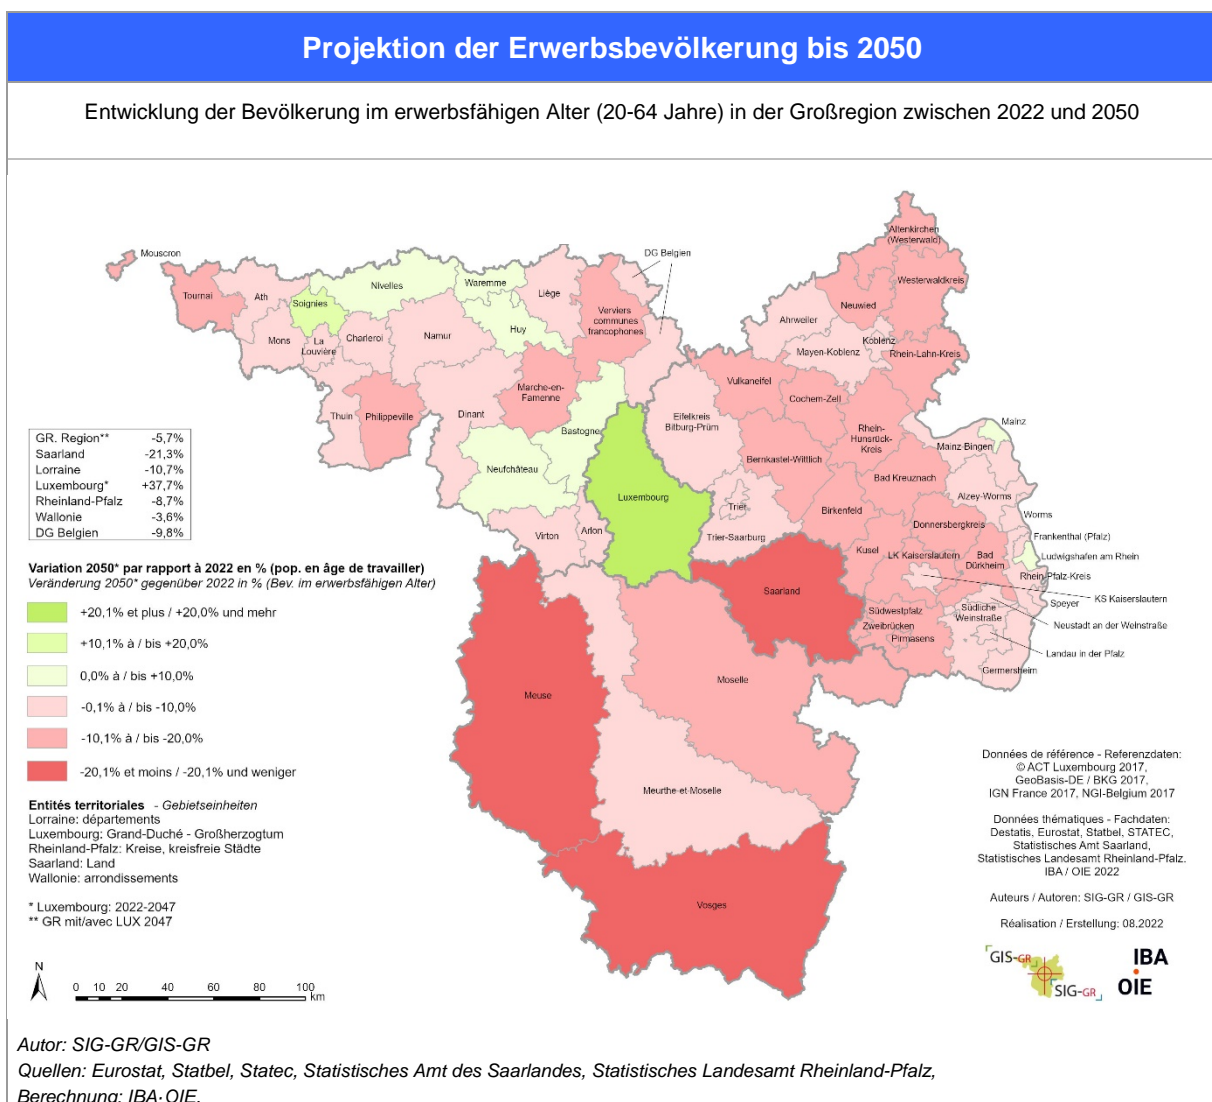 Projektion der Erwerbsbevölkerung bis 2050
Entwicklung der Bevölkerung im erwerbsfähigen Alter (20-64 Jahre) in der Großregion zwischen 2022 und 2050
Mouscron
Tournai
Ath
Soignies
Nivelles
Waremme
Liège
DG Belgien
Verviers
communes
francophones
Huy
Namur
Charleroi
La
Louvière
Mons
Thuin
Philippeville
Dinant
Marche-en-
Famenne
Bastogne
Neufchâteau
Virton
Arlon
Luxembourg
Altenkirchen
(Westerwald)
Westerwaldkreis
Neuwied
Ahrweiler
Koblenz
Mayen-Koblenz
Rhein-Lahn-Kreis
Vulkaneifel
Cochem-Zell
Eifelkreis
Bitburg-Prüm
Rhein-
Hunsrück-
Kreis
Mainz
Mainz-Bingen
Bernkastel-Wittlich
Bad Kreuznach
Alzey-Worms
Worms
Trier
Trier-Saarburg
Birkenfeld
Donnersbergkreis
Frankenthal (Pfalz)
Ludwigshafen am Rhein
Kusel
LK Kaiserslautern
Bad
Dürkheim
Rhein-Pfalz-Kreis
KS Kaiserslautern
Speyer
Saarland
Südwestpfalz
Zweibrücken
Pirmasens
Südliche
Weinstraße
Neustadt an der Weinstraße
Landau in der Pfalz
Germersheim
Moselle
Meuse
Meurthe-et-Moselle
Vosges
GR. Region** -5,7%
Saarland -21,3%
Lorraine -10,7%
Luxembourg* +37,7%
Rheinland-Pfalz -8,7%
Wallonie -3,6%
DG Belgien -9,8%
Variation 2050* par rapport à 2022 en % (pop. en âge de travailler)
Veränderung 2050* gegenüber 2022 in % (Bev. im erwerbsfähigen Alter)
+20,1% et plus / +20,0% und mehr
+10,1% à / bis +20,0%
0,0% à / bis +10,0%
-0,1% à / bis -10,0%
-10,1% à / bis -20,0%
-20,1% et moins / -20,1% und weniger
Entités territoriales - Gebietseinheiten
Lorraine: départements
Luxembourg: Grand-Duché - Großherzogtum
Rheinland-Pfalz: Kreise, kreisfreie Städte
Saarland: Land
Wallonie: arrondissements
* Luxembourg: 2022-2047
** GR mit/avec LUX 2047
N
0 10 20 40 60 80 100
km
Données de référence - Referenzdaten:
© ACT Luxembourg 2017,
GeoBasis-DE / BKG 2017,
IGN France 2017, NGI-Belgium 2017
Données thématiques - Fachdaten:
Destatis, Eurostat, Statbel, STATEC,
Statistisches Amt Saarland,
Statistisches Landesamt Rheinland-Pfalz.
IBA / OIE 2022
Auteurs / Autoren: SIG-GR / GIS-GR
Réalisation / Erstellung: 08.2022
GIS-GR
SIG-GR
IBA
OIE
Autor: SIG-GR/GIS-GR
Quellen: Eurostat, Statbel, Statec, Statistisches Amt des Saarlandes, Statistisches Landesamt Rheinland-Pfalz,
Berechnung: IBA·OIE.